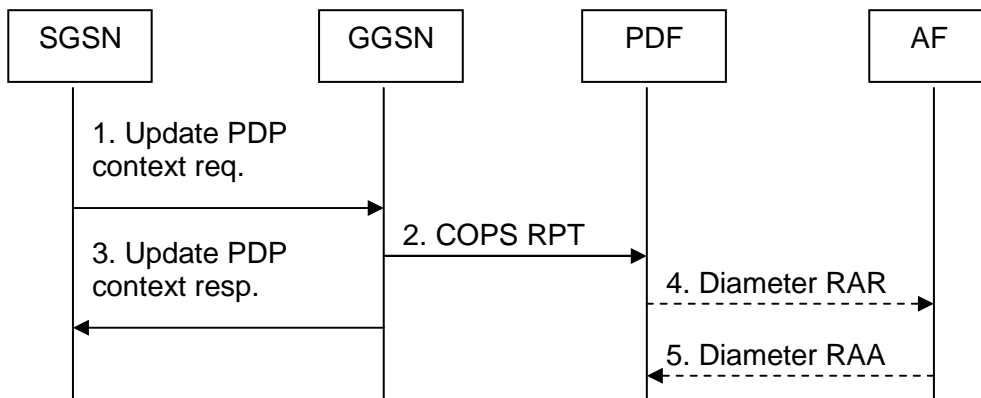 SGSN
GGSN
PDF
AF
1. Update PDP
context req.
2. COPS RPT
3. Update PDP
context resp.
4. Diameter RAR
5. Diameter RAA